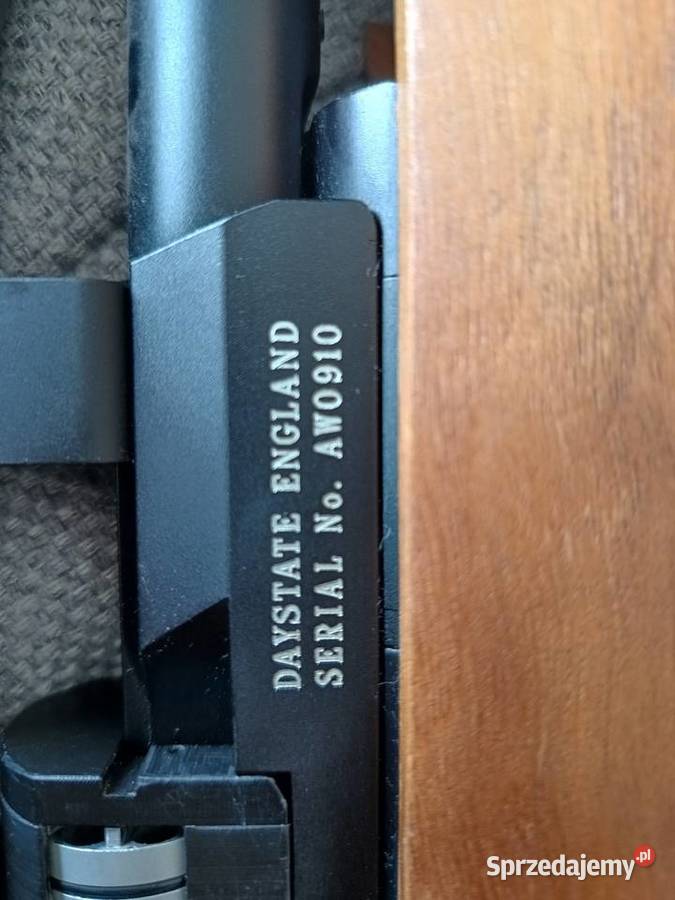 DAYSTATE ENGLAND
SERIAL No. AW0910
Sprzedajemy.pl